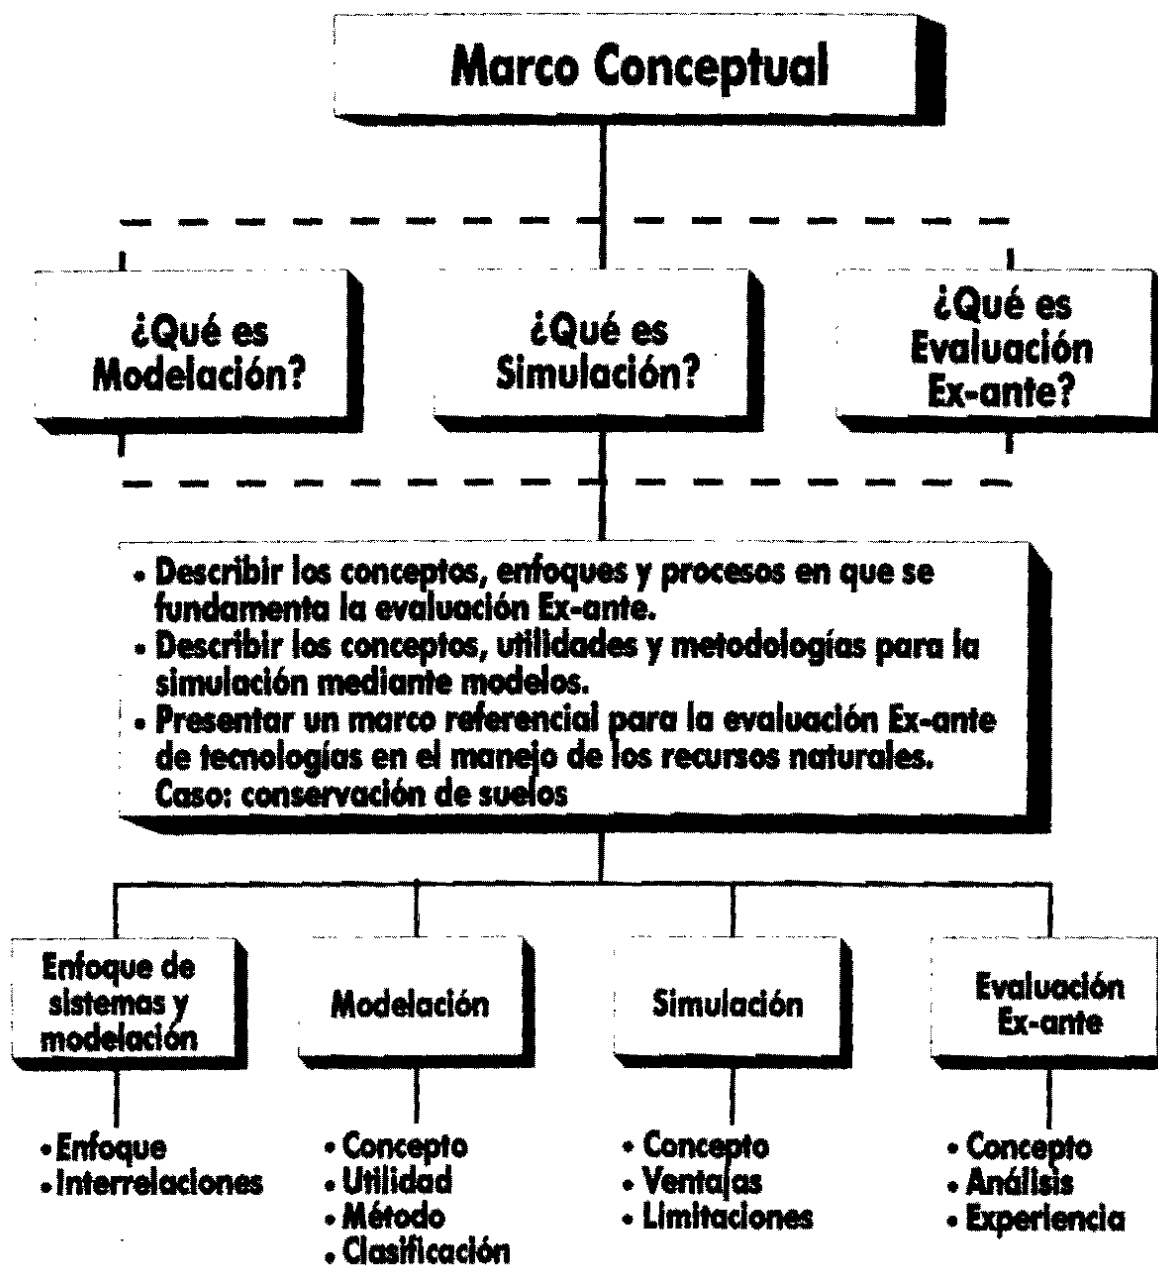 Marco Conceptual
¿Qué es
Modelación?
¿Qué es
Simulación?
¿Qué es
Evaluación
Ex-ante?
• Describir los conceptos, enfoques y procesos en que se
fundamenta la evaluación Ex-ante.
• Describir los conceptos, utilidades y metodologías para la
simulación mediante modelos.
• Presentar un marco referencial para la evaluación Ex-ante
de tecnologías en el manejo de los recursos naturales.
Caso: conservación de suelos
Enfoque de
sistemas y
modelación
• Enfoque
• Interrelaciones
Modelación
• Concepto
• Utilidad
• Método
• Clasificación
Simulación
• Concepto
• Ventajas
• Limitaciones
Evaluación
Ex-ante
• Concepto
• Análisis
• Experiencia